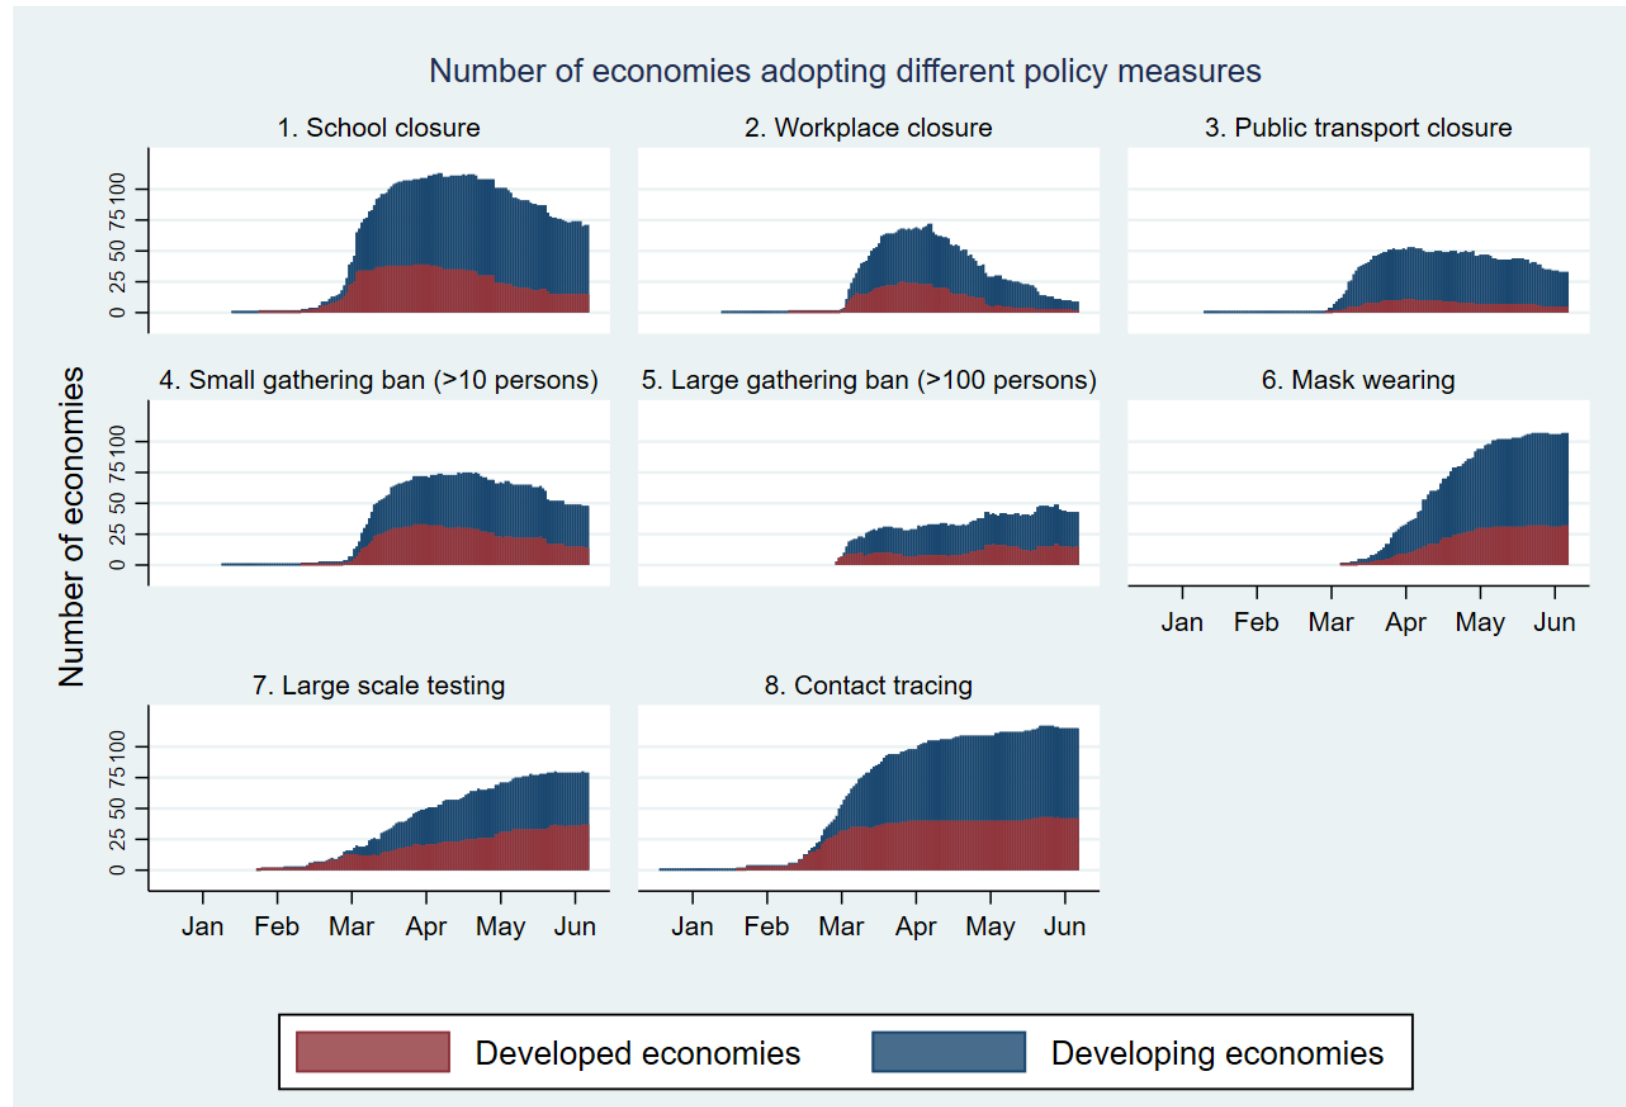 Number of economies adopting different policy measures
1. School closure
2. Workplace closure
3. Public transport closure
100
75
50
25
0
4. Small gathering ban (>10 persons)
5. Large gathering ban (>100 persons)
6. Mask wearing
Number of economies
100
75
50
25
0
Jan Feb Mar Apr May Jun
7. Large scale testing
8. Contact tracing
100
75
50
25
0
Jan Feb Mar Apr May Jun
Jan Feb Mar Apr May Jun
Developed economies
Developing economies